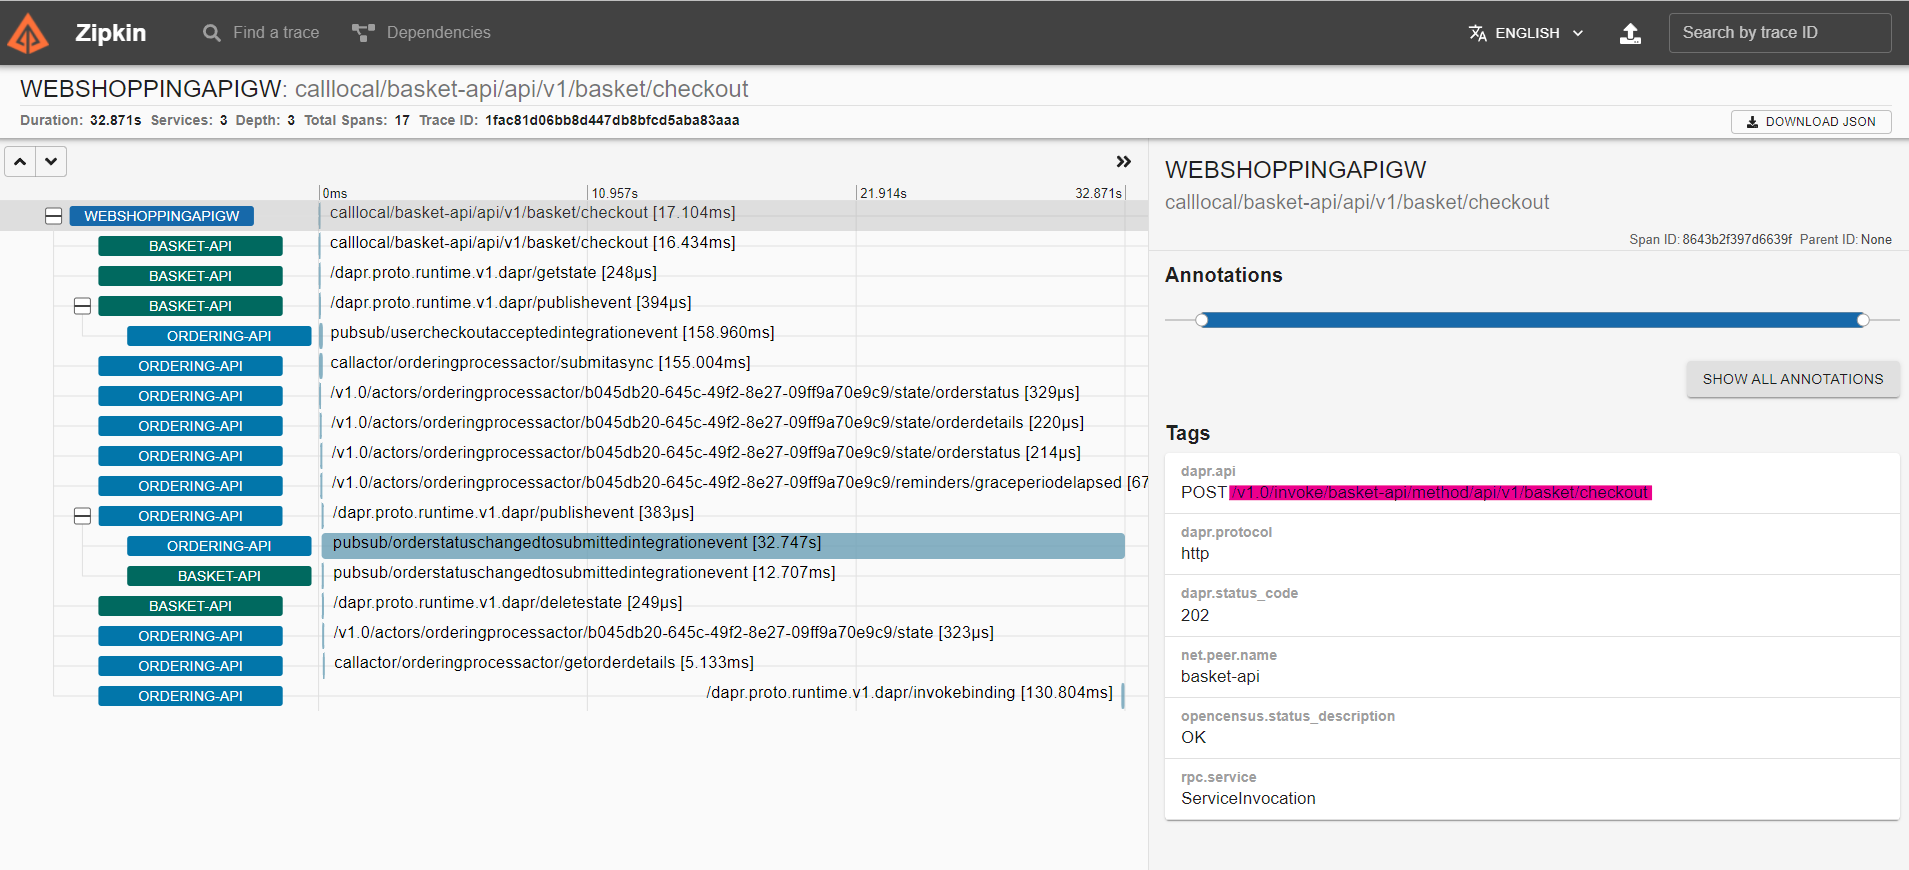 Zipkin
Find a trace
Dependencies
ENGLISH
Search by trace ID
WEBSHOPPINGAPIGW: calllocal/basket-api/api/v1/basket/checkout
Duration: 32.871s Services: 3 Depth: 3 Total Spans: 17 Trace ID: 1fac81d06bb8d447db8bfcd5aba83aaa
DOWNLOAD JSON
0ms 10.957s 21.914s 32.871s
WEBSHOPPINGAPIGW calllocal/basket-api/api/v1/basket/checkout [17.104ms]
BASKET-API calllocal/basket-api/api/v1/basket/checkout [16.434ms]
BASKET-API /dapr.proto.runtime.v1.dapr/getstate [248µs]
BASKET-API /dapr.proto.runtime.v1.dapr/publishevent [394µs]
ORDERING-API pubsub/usercheckoutacceptedintegrationevent [158.960ms]
ORDERING-API callactor/orderingprocessactor/submitasync [155.004ms]
ORDERING-API /v1.0/actors/orderingprocessactor/b045db20-645c-49f2-8e27-09ff9a70e9c9/state/orderstatus [329µs]
ORDERING-API /v1.0/actors/orderingprocessactor/b045db20-645c-49f2-8e27-09ff9a70e9c9/state/orderdetails [220µs]
ORDERING-API /v1.0/actors/orderingprocessactor/b045db20-645c-49f2-8e27-09ff9a70e9c9/state/orderstatus [214µs]
ORDERING-API /v1.0/actors/orderingprocessactor/b045db20-645c-49f2-8e27-09ff9a70e9c9/reminders/graceperiodelapsed [67
ORDERING-API /dapr.proto.runtime.v1.dapr/publishevent [383µs]
ORDERING-API pubsub/orderstatuschangedtosubmittedintegrationevent [32.747s]
BASKET-API pubsub/orderstatuschangedtosubmittedintegrationevent [12.707ms]
BASKET-API /dapr.proto.runtime.v1.dapr/deletestate [249µs]
ORDERING-API /v1.0/actors/orderingprocessactor/b045db20-645c-49f2-8e27-09ff9a70e9c9/state [323µs]
ORDERING-API callactor/orderingprocessactor/getorderdetails [5.133ms]
ORDERING-API /dapr.proto.runtime.v1.dapr/invokebinding [130.804ms]
WEBSHOPPINGAPIGW
calllocal/basket-api/api/v1/basket/checkout
Span ID: 8643b2f397d6639f Parent ID: None
Annotations
SHOW ALL ANNOTATIONS
Tags
dapr.api
POST /v1.0/invoke/basket-api/method/api/v1/basket/checkout
dapr.protocol
http
dapr.status_code
202
net.peer.name
basket-api
opencensus.status_description
OK
rpc.service
ServiceInvocation